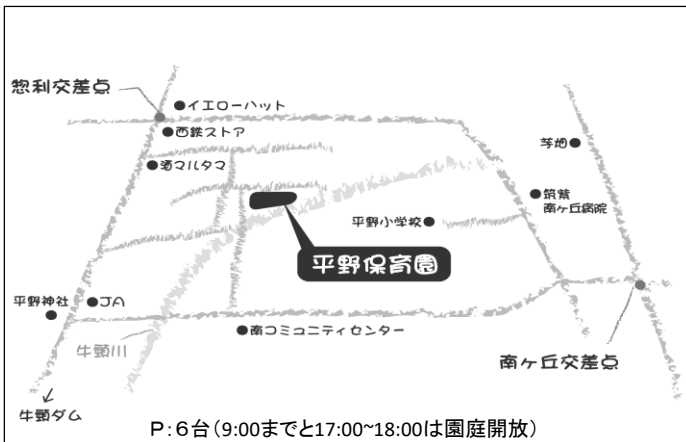 惣利交差点
イエローハット
西鉄ストア
酒マルタマ
芋畑
筑紫
南ヶ丘病院
平野小学校
平野保育園
平野神社
JA
牛頸川
南コミュニティセンター
南ヶ丘交差点
牛頸ダム
P:6台(9:00までと17:00~18:00は園庭開放)